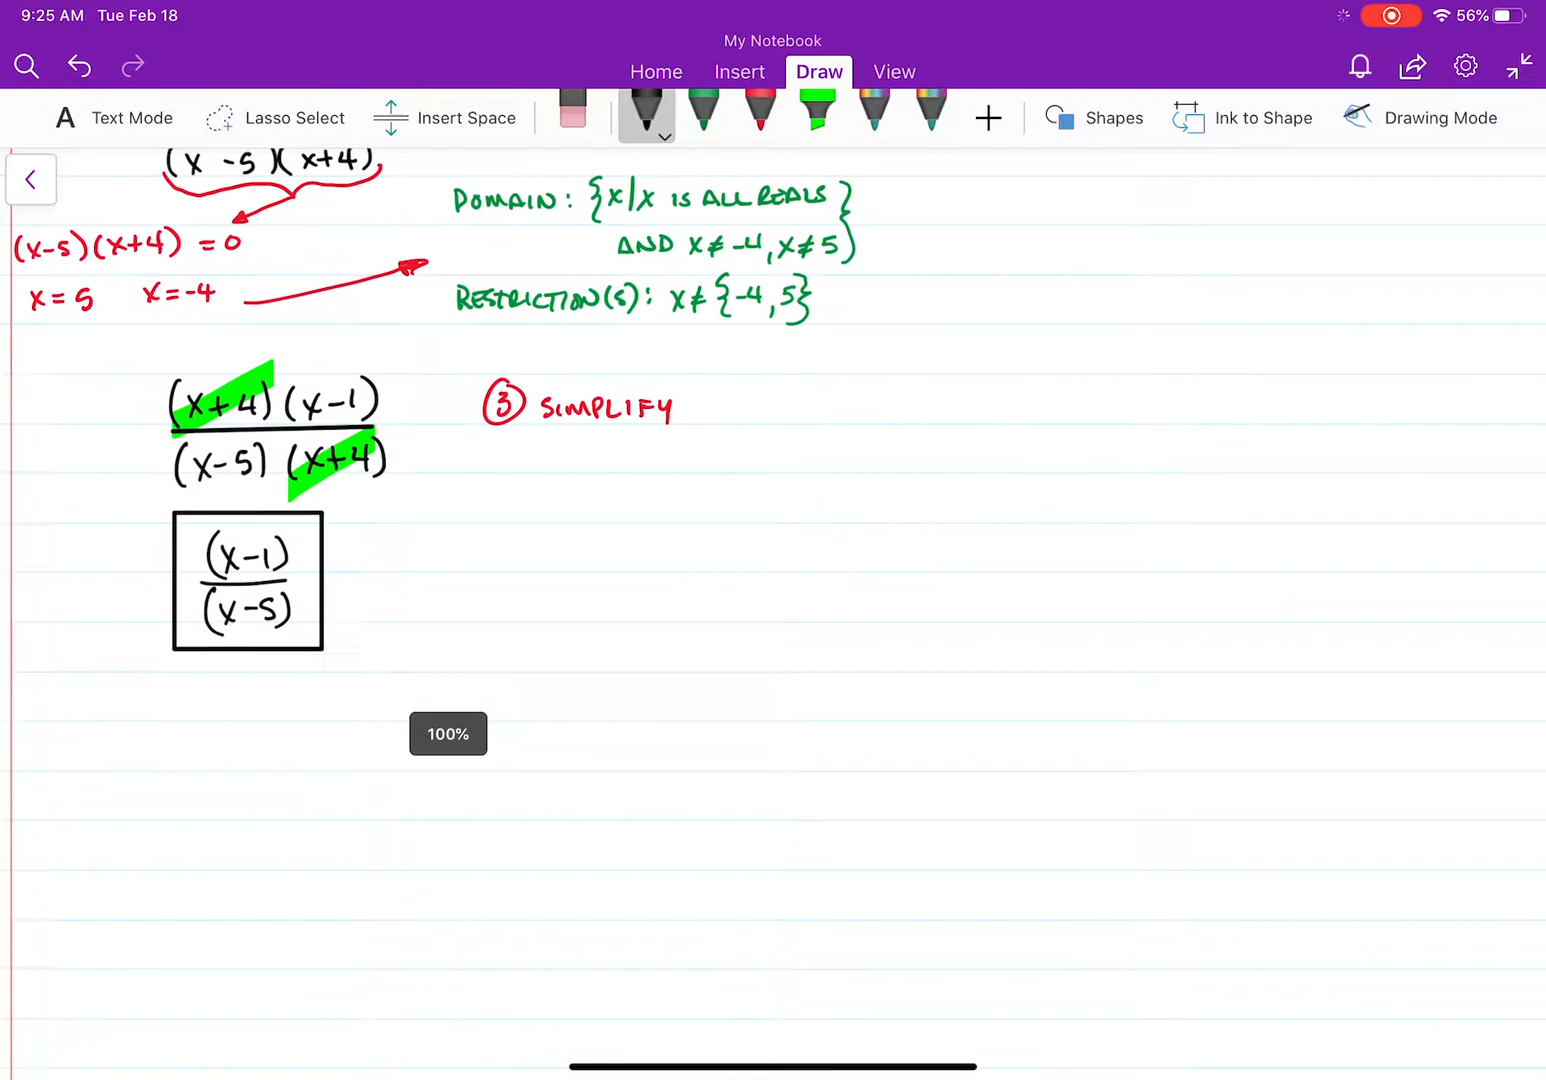 9:25 AM Tue Feb 18
56%
My Notebook
Home Insert Draw View
A Text Mode Lasso Select Insert Space Shapes Ink to Shape Drawing Mode
(x -5)(x+4)
DOMAIN: {x|x IS ALL REALS
AND x≠-4, x≠5}
(x-5)(x+4) = 0
x=5 x=-4
RESTRICTION(S): x≠{-4,5}
(x+4)(x-1)
(x-5)(x+4)
③ SIMPLIFY
(x-1)
(x-5)
100%